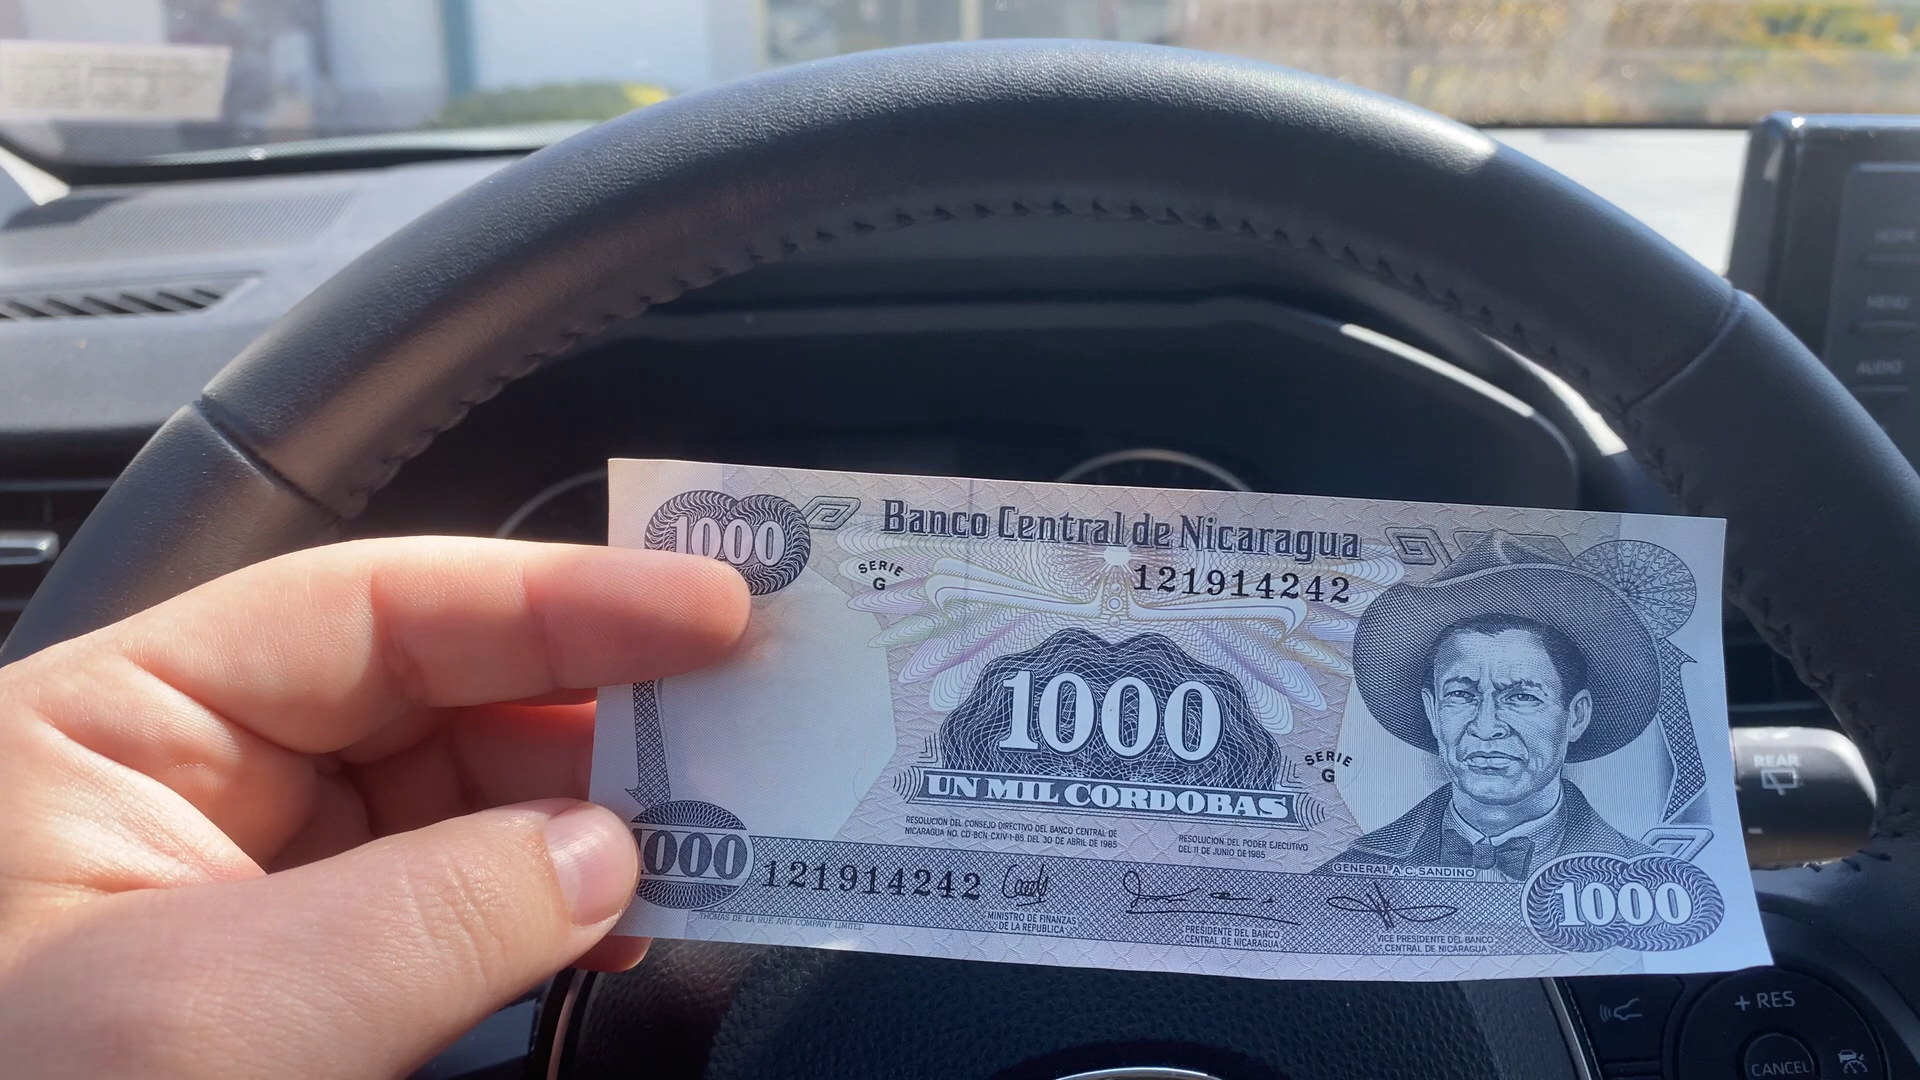 1000
Banco Central de Nicaragua
SERIE
G
121914242
1000
SERIE
G
UN MIL CORDOBAS
RESOLUCION DEL CONSEJO DIRECTIVO DEL BANCO CENTRAL DE
NICARAGUA NO. CD-BCN-CXIV-1-85 DEL 30 DE ABRIL DE 1985
RESOLUCION DEL PODER EJECUTIVO
DEL 11 DE JUNIO DE 1985
GENERAL A.C. SANDINO
1000
121914242
MINISTRO DE FINANZAS
DE LA REPUBLICA
PRESIDENTE DEL BANCO
CENTRAL DE NICARAGUA
VICE PRESIDENTE DEL BANCO
CENTRAL DE NICARAGUA
1000
THOMAS DE LA RUE AND COMPANY LIMITED
HOME
MENU
AUDIO
REAR
+ RES
CANCEL